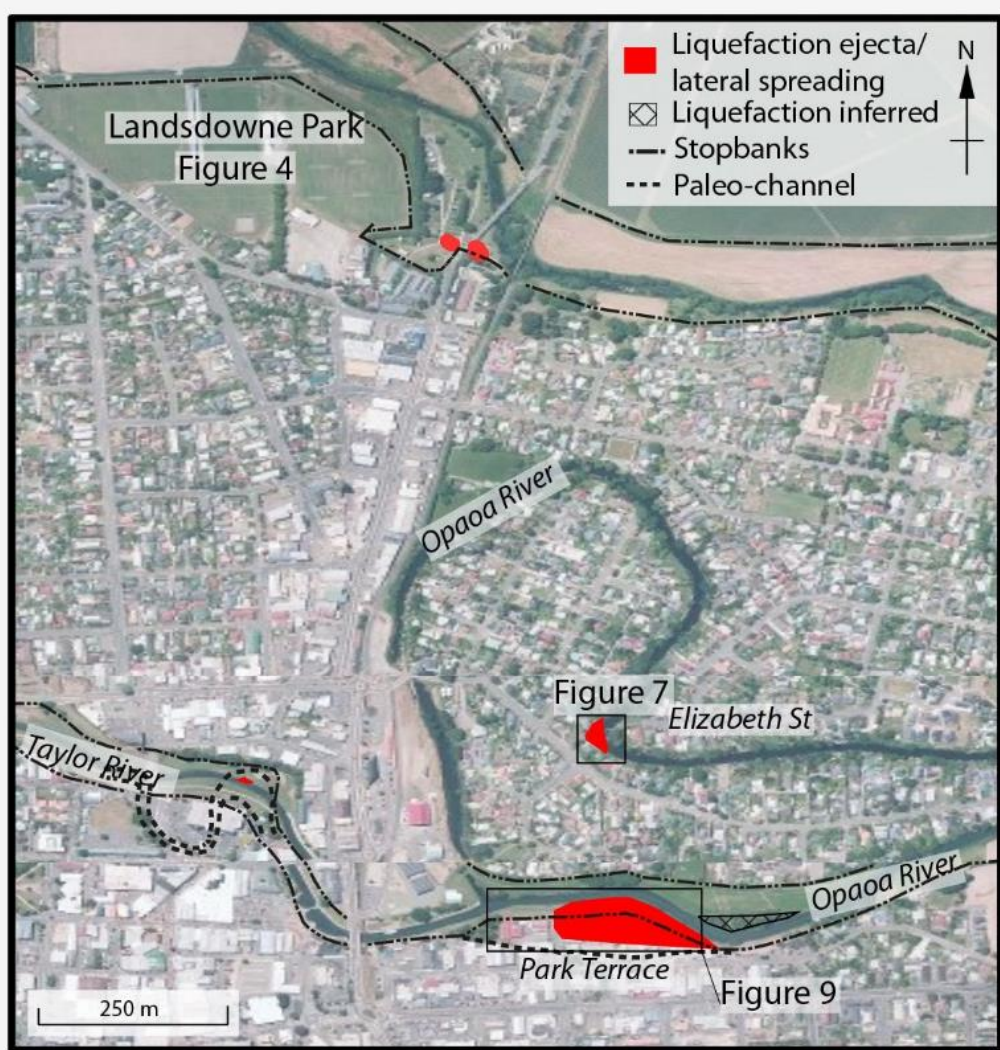 Liquefaction ejecta/
lateral spreading
Liquefaction inferred
Stopbanks
Paleo-channel
N
Landsdowne Park
Figure 4
Opaoa River
Figure 7
Elizabeth St
Taylor River
Opaoa River
Park Terrace
Figure 9
250 m